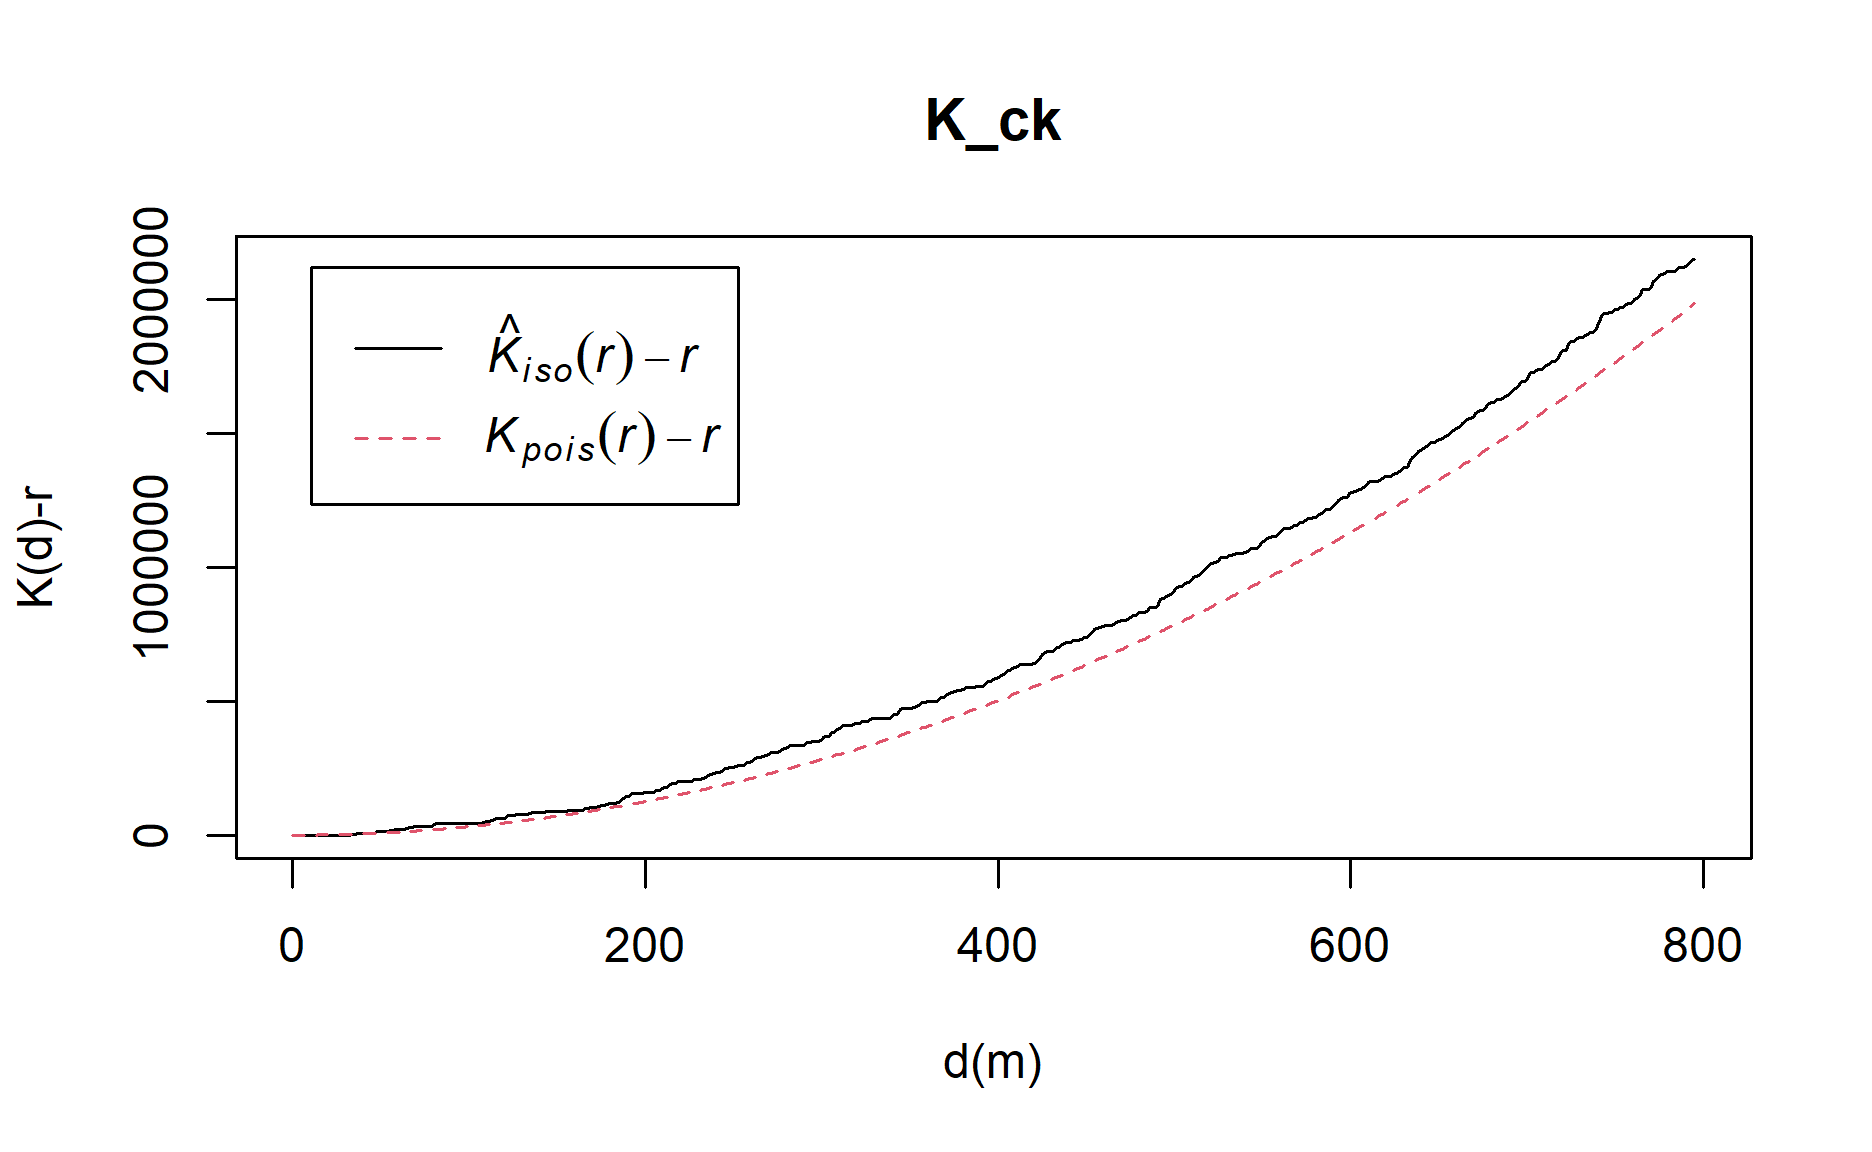 K_ck
K̂iso(r) – r
Kpois(r) – r
K(d)-r
2000000
1000000
0
0 200 400 600 800
d(m)